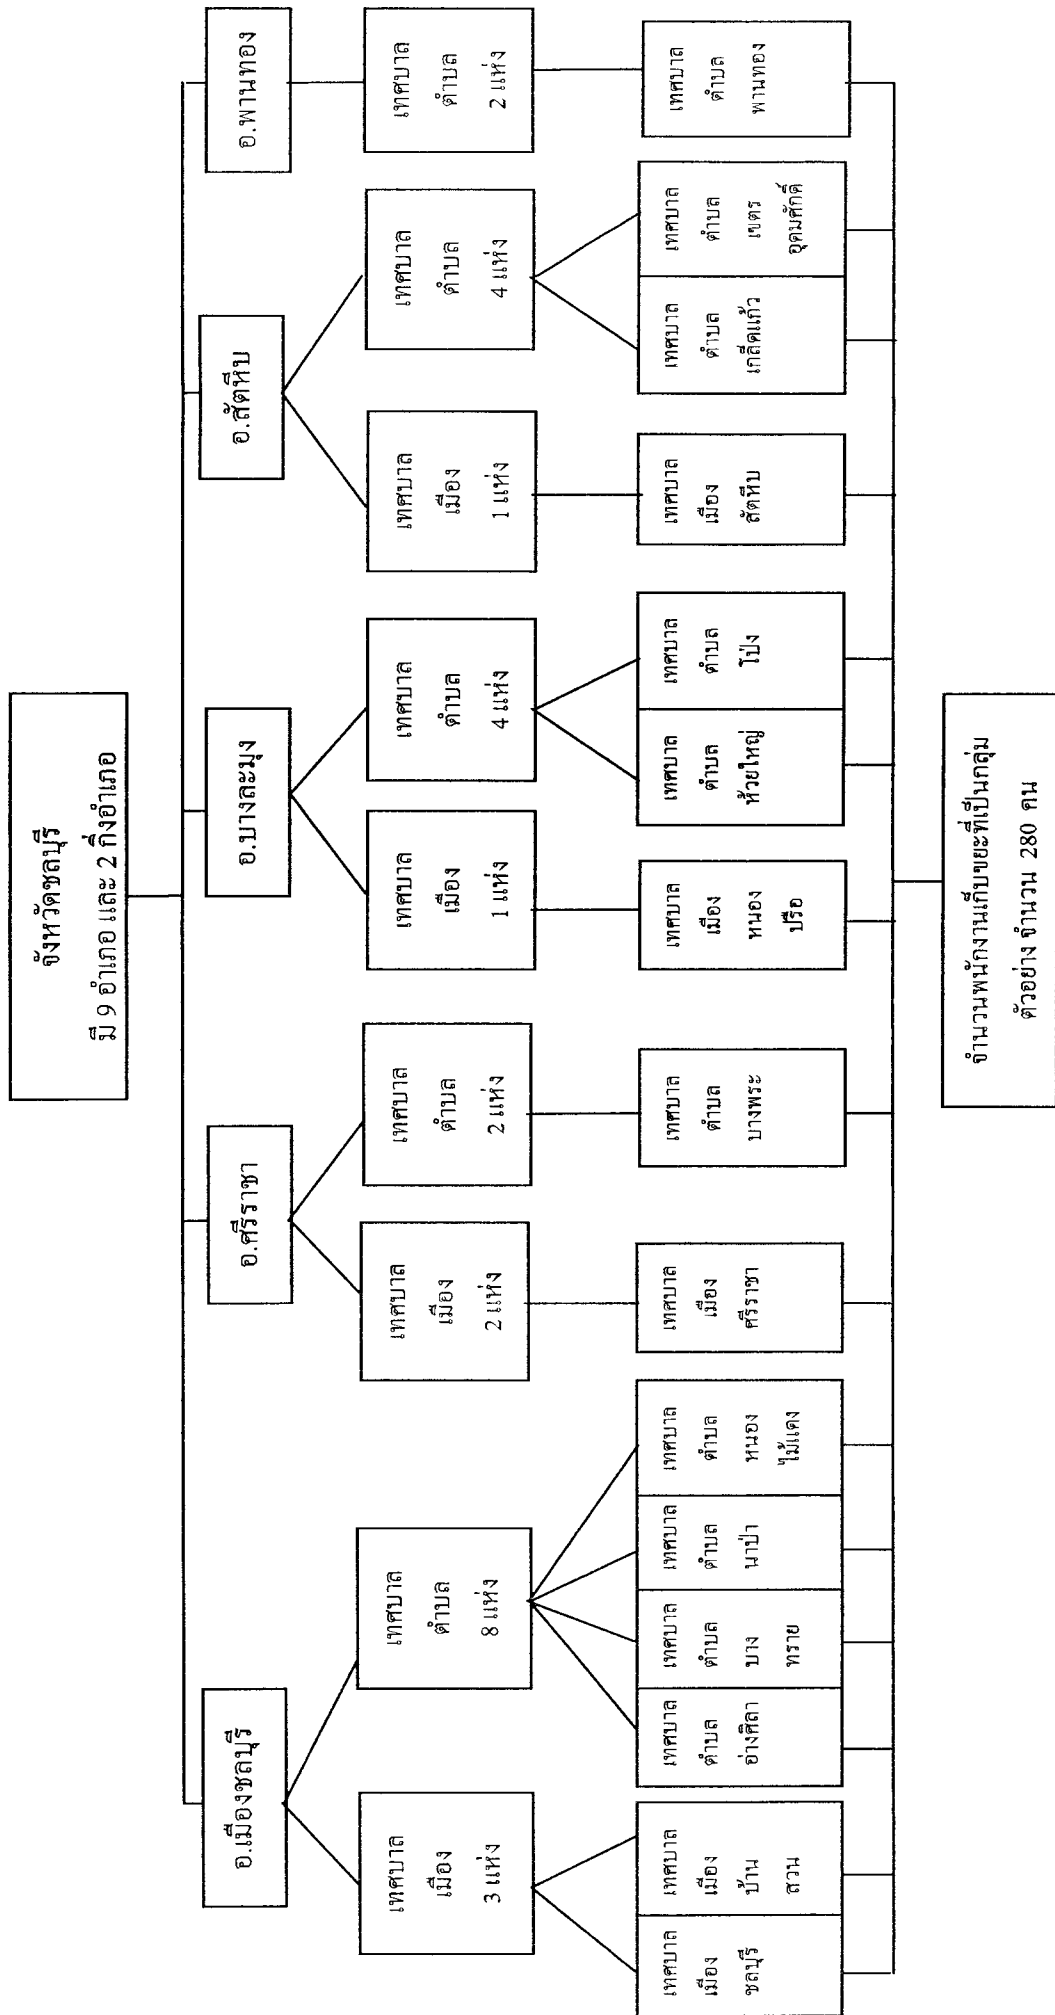 จังหวัดชลบุรี
มี 9 อำเภอ และ 2 กิ่งอำเภอ
อ.เมืองชลบุรี
อ.ศรีราชา
อ.บางละมุง
อ.สัตหีบ
อ.พานทอง
เทศบาล
เมือง
3 แห่ง
เทศบาล
ตำบล
8 แห่ง
เทศบาล
เมือง
2 แห่ง
เทศบาล
ตำบล
2 แห่ง
เทศบาล
เมือง
1 แห่ง
เทศบาล
ตำบล
4 แห่ง
เทศบาล
เมือง
1 แห่ง
เทศบาล
ตำบล
4 แห่ง
เทศบาล
ตำบล
2 แห่ง
เทศบาล
เมือง
ชลบุรี
เทศบาล
เมือง
บ้าน
สวน
เทศบาล
ตำบล
อ่างศิลา
เทศบาล
ตำบล
บาง
ทราย
เทศบาล
ตำบล
นาป่า
เทศบาล
ตำบล
หนอง
ไม้แดง
เทศบาล
เมือง
ศรีราชา
เทศบาล
ตำบล
บางพระ
เทศบาล
เมือง
หนอง
ปรือ
เทศบาล
ตำบล
ห้วยใหญ่
เทศบาล
ตำบล
โป่ง
เทศบาล
เมือง
สัตหีบ
เทศบาล
ตำบล
เกล็ดแก้ว
เทศบาล
ตำบล
เขตร
อุดมศักดิ์
เทศบาล
ตำบล
พานทอง
จำนวนพนักงานเก็บขยะที่เป็นกลุ่ม
ตัวอย่าง จำนวน 280 คน